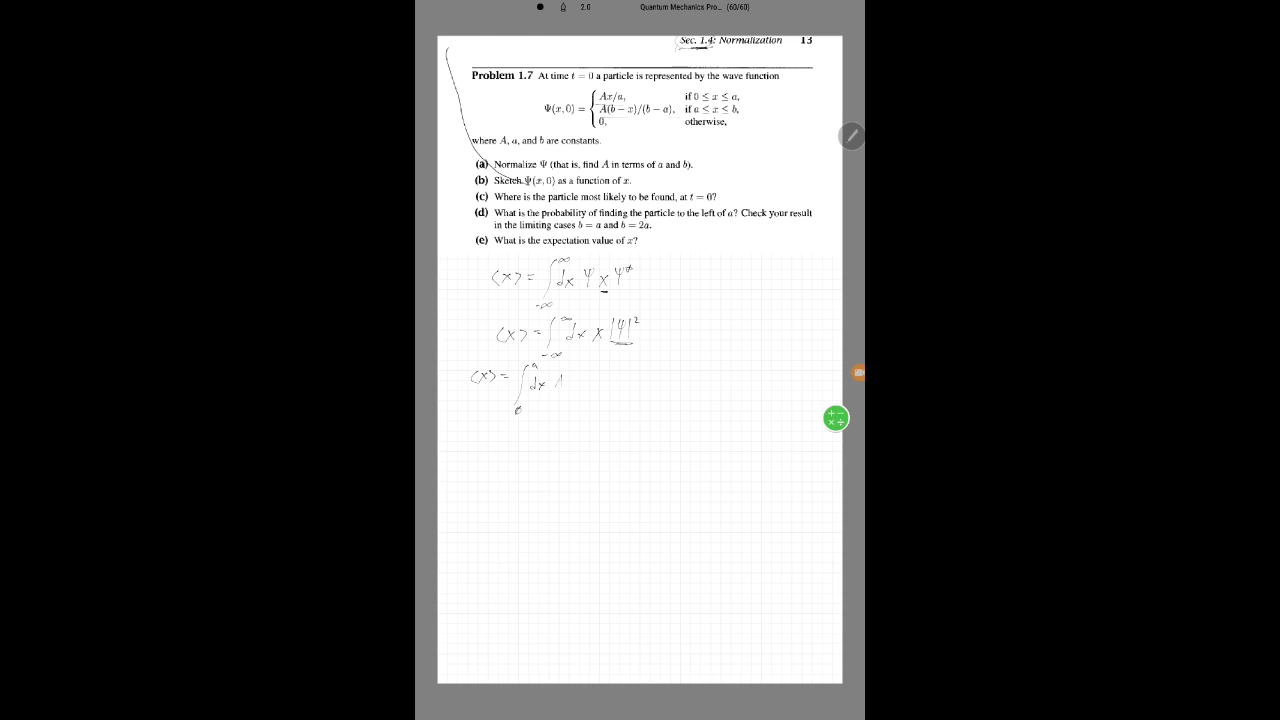 2.0 Quantum Mechanics Pro... (60/60)
Sec. 1.4: Normalization 13
Problem 1.7 At time t = 0 a particle is represented by the wave function
Ψ(x, 0) = { Ax/a, if 0 ≤ x ≤ a,
A(b − x)/(b − a), if a ≤ x ≤ b,
0, otherwise,
where A, a, and b are constants.
(a) Normalize Ψ (that is, find A in terms of a and b).
(b) Sketch Ψ(x, 0) as a function of x.
(c) Where is the particle most likely to be found, at t = 0?
(d) What is the probability of finding the particle to the left of a? Check your result
in the limiting cases b = a and b = 2a.
(e) What is the expectation value of x?
⟨x⟩ = ∫_{-∞}^{∞} dx Ψ x Ψ*
⟨x⟩ = ∫_{-∞}^{∞} dx x |Ψ|²
⟨x⟩ = ∫_0^a dx
+ −
× ÷